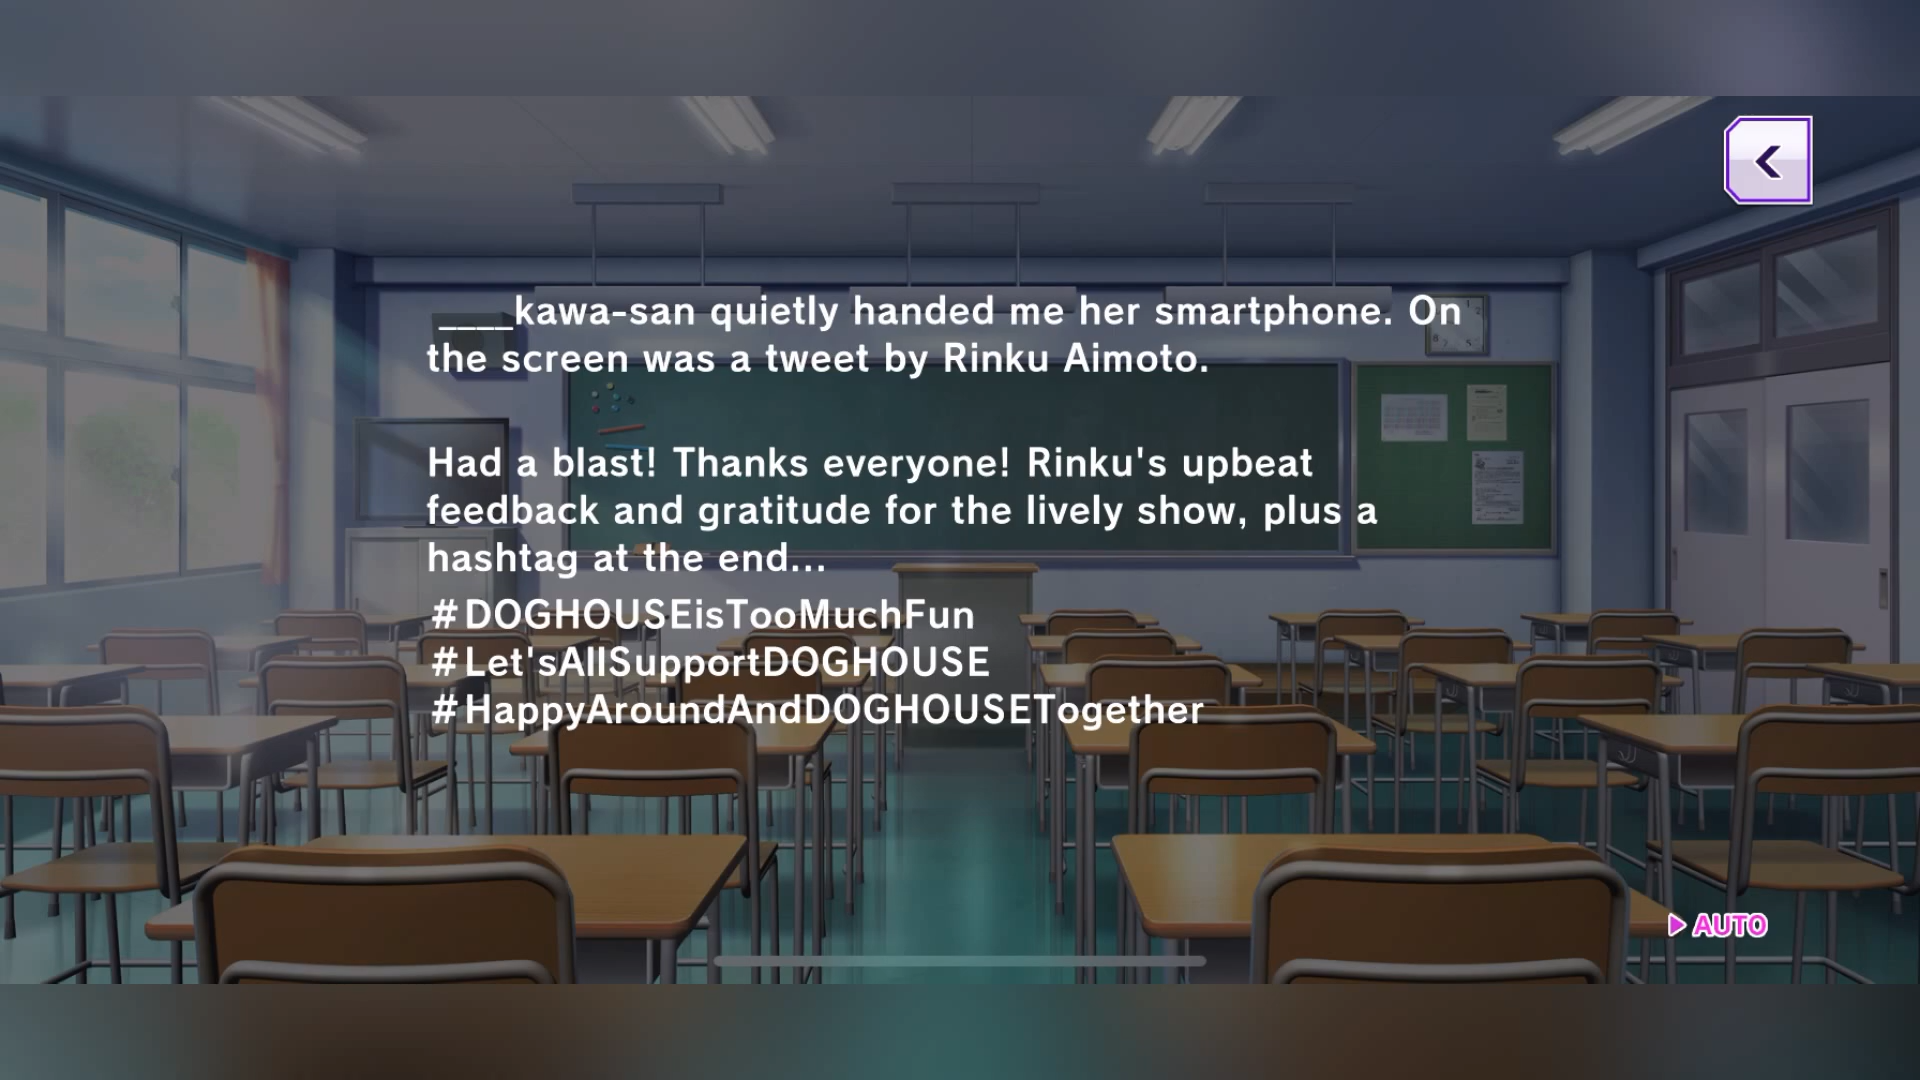 ____kawa-san quietly handed me her smartphone. On
the screen was a tweet by Rinku Aimoto.
Had a blast! Thanks everyone! Rinku's upbeat
feedback and gratitude for the lively show, plus a
hashtag at the end...
#DOGHOUSEisTooMuchFun
#Let'sAllSupportDOGHOUSE
#HappyAroundAndDOGHOUSETogether
AUTO